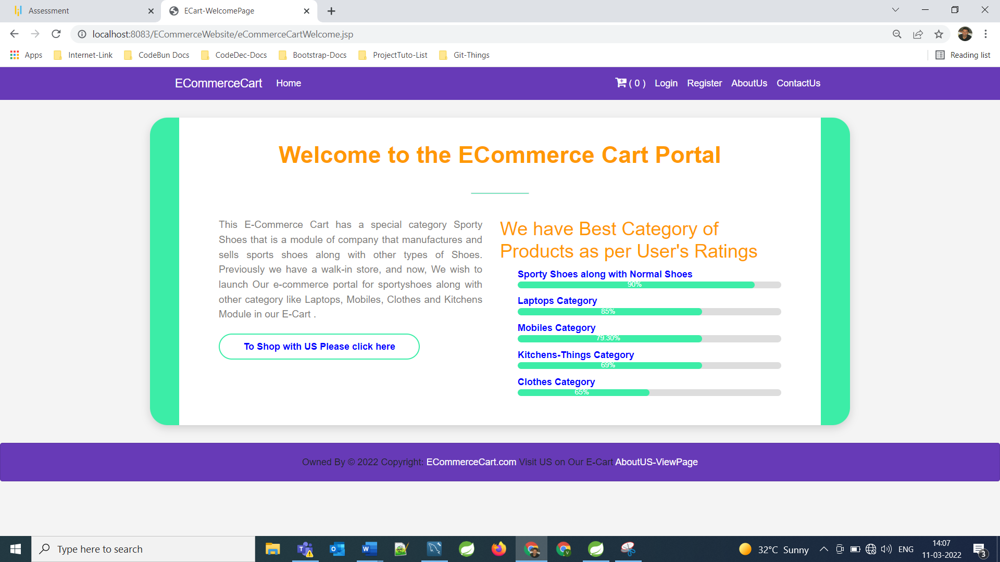 Assessment
ECart-WelcomePage
localhost:8083/ECommerceWebsite/eCommerceCartWelcome.jsp
Apps Internet-Link CodeBun Docs CodeDec-Docs Bootstrap-Docs ProjectTuto-List Git-Things Reading list
ECommerceCart Home ( 0 ) Login Register AboutUs ContactUs
Welcome to the ECommerce Cart Portal
This E-Commerce Cart has a special category Sporty
Shoes that is a module of company that manufactures and
sells sports shoes along with other types of Shoes.
Previously we have a walk-in store, and now, We wish to
launch Our e-commerce portal for sportyshoes along with
other category like Laptops, Mobiles, Clothes and Kitchens
Module in our E-Cart .
To Shop with US Please click here
We have Best Category of
Products as per User's Ratings
Sporty Shoes along with Normal Shoes
90%
Laptops Category
85%
Mobiles Category
79.30%
Kitchens-Things Category
69%
Clothes Category
65%
Owned By © 2022 Copyright: ECommerceCart.com Visit US on Our E-Cart AboutUS-ViewPage
Type here to search
32°C Sunny
ENG
14:07
11-03-2022
3